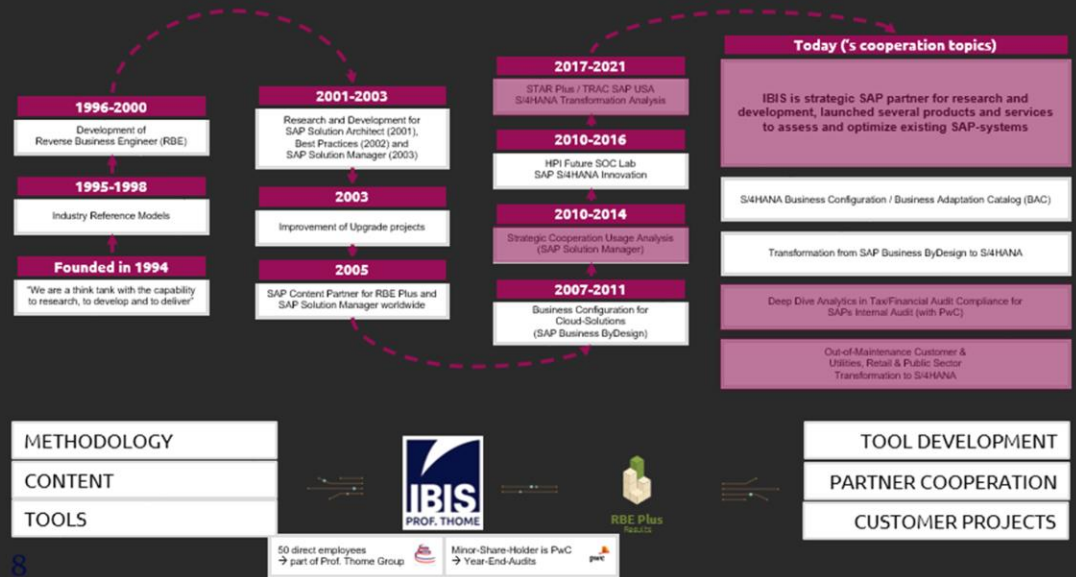 1996-2000
Development of
Reverse Business Engineer (RBE)
1995-1998
Industry Reference Models
Founded in 1994
"We are a think tank with the capability
to research, to develop and to deliver"
2001-2003
Research and Development for
SAP Solution Architect (2001),
Best Practices (2002) and
SAP Solution Manager (2003)
2003
Improvement of Upgrade projects
2005
SAP Content Partner for RBE Plus and
SAP Solution Manager worldwide
2017-2021
STAR Plus / TRAC SAP USA
S/4HANA Transformation Analysis
2010-2016
HPI Future SOC Lab
SAP S/4HANA Innovation
2010-2014
Strategic Cooperation Usage Analysis
(SAP Solution Manager)
2007-2011
Business Configuration for
Cloud-Solutions
(SAP Business ByDesign)
Today ('s cooperation topics)
IBIS is strategic SAP partner for research and
development, launched several products and services
to assess and optimize existing SAP-systems
S/4HANA Business Configuration / Business Adaptation Catalog (BAC)
Transformation from SAP Business ByDesign to S/4HANA
Deep Dive Analytics in Tax/Financial Audit Compliance for
SAPs Internal Audit (with PwC)
Out-of-Maintenance Customer &
Utilities, Retail & Public Sector
Transformation to S/4HANA
METHODOLOGY
CONTENT
TOOLS
IBIS
PROF. THOME
RBE Plus
Results
TOOL DEVELOPMENT
PARTNER COOPERATION
CUSTOMER PROJECTS
50 direct employees
→ part of Prof. Thome Group
Minor-Share-Holder is PwC
→ Year-End-Audits
pwc
8